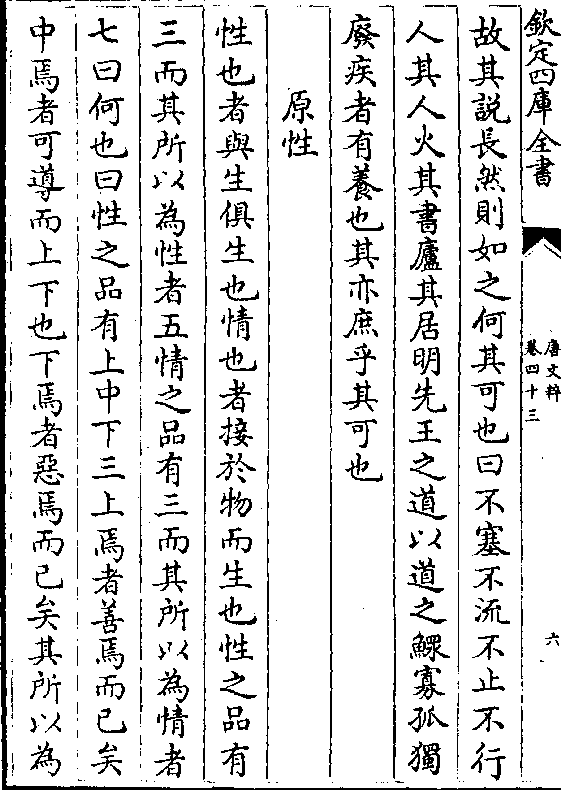 欽定四庫全書
唐文粹
卷四十三
六
故其説長然則如之何其可也曰不塞不流不止不行
人其人火其書廬其居明先王之道以道之鰥寡孤獨
廢疾者有養也其亦庶乎其可也
原性
性也者與生俱生也情也者接於物而生也性之品有
三而其所以為性者五情之品有三而其所以為情者
七曰何也曰性之品有上中下三上焉者善焉而已矣
中焉者可導而上下也下焉者惡焉而已矣其所以為